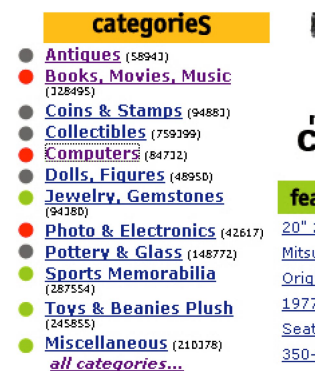 categorieS
Antiques (58943)
Books, Movies, Music
(328495)
Coins & Stamps (94883)
Collectibles (759399)
Computers (84732)
Dolls, Figures (48950)
Jewelry, Gemstones
(94380)
Photo & Electronics (42617)
Pottery & Glass (148772)
Sports Memorabilia
(287554)
Toys & Beanies Plush
(245855)
Miscellaneous (210378)
all categories...
fea
20"
Mitsu
Orig
1977
Seat
350-